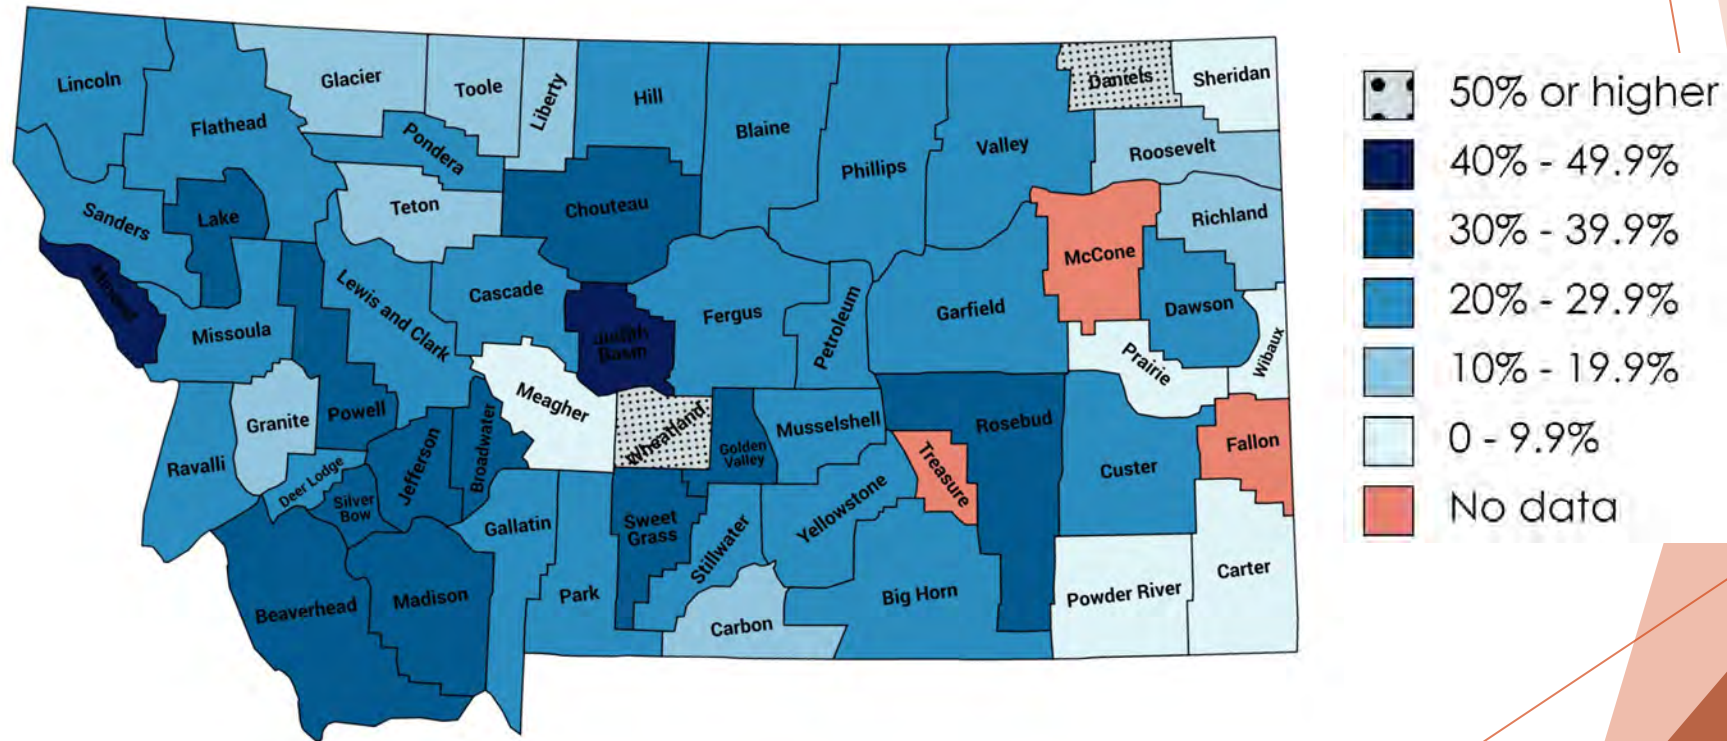 Lincoln
Flathead
Glacier
Toole
Liberty
Hill
Blaine
Phillips
Valley
Daniels
Sheridan
Pondera
Roosevelt
Teton
Chouteau
Sanders
Lake
Richland
McCone
Lewis and Clark
Cascade
Fergus
Petroleum
Garfield
Dawson
Missoula
Judith
Basin
Prairie
Wibaux
Meagher
Granite
Powell
Broadwater
Wheatland
Golden
Valley
Musselshell
Rosebud
Treasure
Fallon
Custer
Ravalli
Deer Lodge
Jefferson
Silver
Bow
Gallatin
Sweet
Grass
Stillwater
Yellowstone
Beaverhead
Madison
Park
Carbon
Big Horn
Powder River
Carter
50% or higher
40% - 49.9%
30% - 39.9%
20% - 29.9%
10% - 19.9%
0 - 9.9%
No data